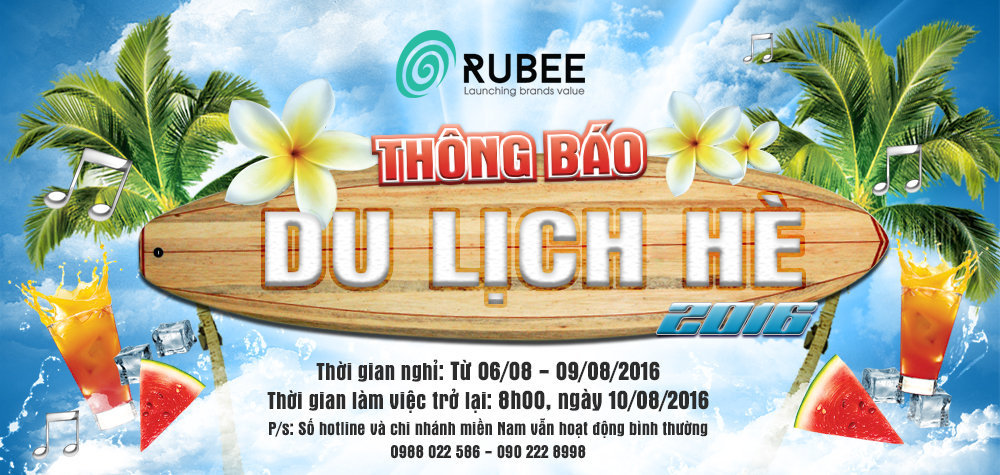 RUBEE
Launching brands value
THÔNG BÁO
DU LỊCH HÈ
2016
Thời gian nghỉ: Từ 06/08 - 09/08/2016
Thời gian làm việc trở lại: 8h00, ngày 10/08/2016
P/s: Số hotline và chi nhánh miền Nam vẫn hoạt động bình thường
0988 022 586 - 090 222 8998